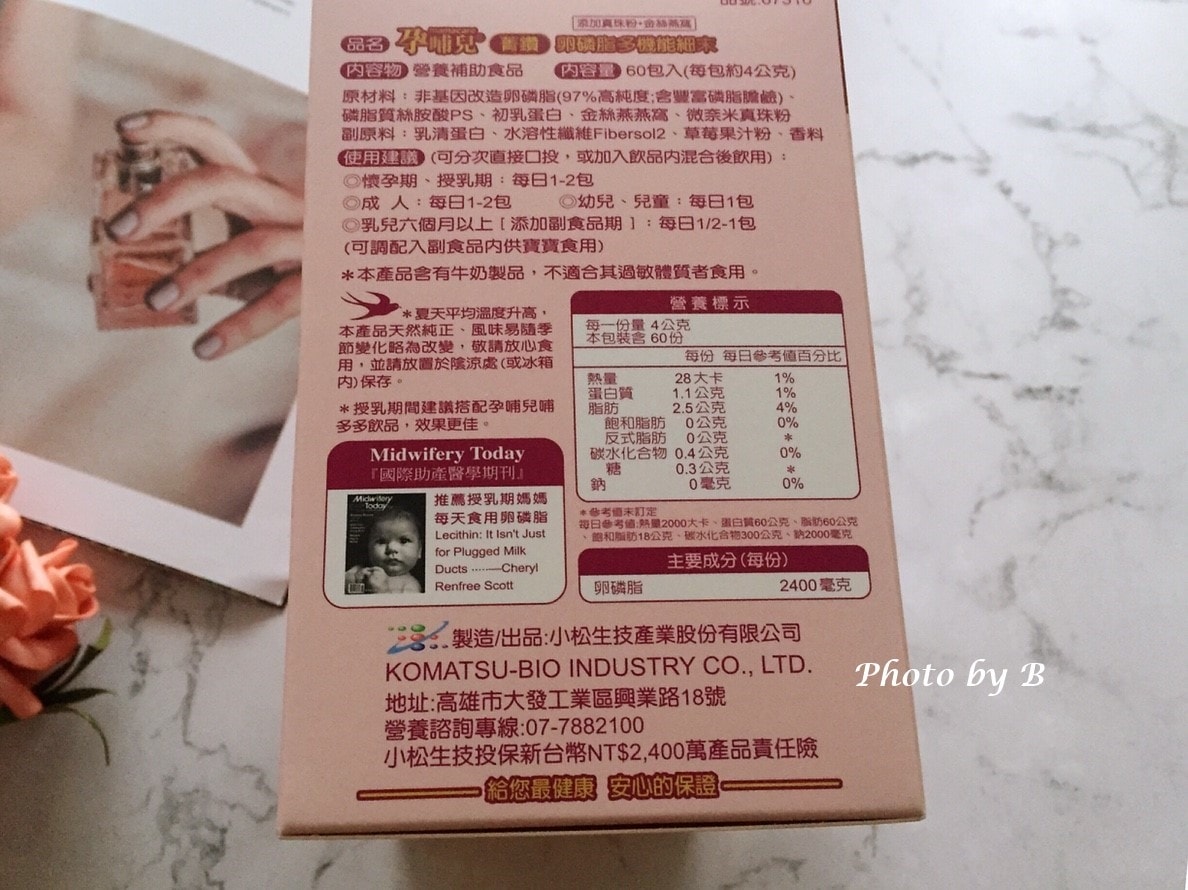 添加真珠粉•金絲燕窩
品名 孕哺兒 菁鑽 卵磷脂多機能細末
內容物 營養補助食品 內容量 60包入(每包約4公克)
原材料：非基因改造卵磷脂(97%高純度;含豐富磷脂膽鹼)、
磷脂質絲胺酸PS、初乳蛋白、金絲燕燕窩、微奈米真珠粉
副原料：乳清蛋白、水溶性纖維Fibersol2、草莓果汁粉、香料
使用建議 (可分次直接口投，或加入飲品內混合後飲用)：
◎懷孕期、授乳期：每日1-2包
◎成 人：每日1-2包 ◎幼兒、兒童：每日1包
◎乳兒六個月以上 [ 添加副食品期 ]：每日1/2-1包
(可調配入副食品内供寶寶食用)
＊本產品含有牛奶製品，不適合其過敏體質者食用。
＊夏天平均溫度升高，
本產品天然純正、風味易隨季
節變化略為改變，敬請放心食
用，並請放置於陰涼處(或冰箱
內)保存。
＊授乳期間建議搭配孕哺兒哺
多多飲品，效果更佳。
Midwifery Today
『國際助產醫學期刊』
Midwifery
Today
推薦授乳期媽媽
每天食用卵磷脂
Lecithin: It Isn't Just
for Plugged Milk
Ducts ·····—Cheryl
Renfree Scott
營養標示
每一份量 4公克
本包裝含 60份
每份 每日參考值百分比
熱量 28大卡 1%
蛋白質 1.1公克 1%
脂肪 2.5公克 4%
飽和脂肪 0公克 0%
反式脂肪 0公克 *
碳水化合物 0.4公克 0%
糖 0.3公克 *
鈉 0毫克 0%
＊參考值未訂定
每日參考值:熱量2000大卡、蛋白質60公克、脂肪60公克
、飽和脂肪18公克、碳水化合物300公克、鈉2000毫克
主要成分(每份)
卵磷脂 2400毫克
製造/出品:小松生技產業股份有限公司
KOMATSU-BIO INDUSTRY CO., LTD.
地址:高雄市大發工業區興業路18號
營養諮詢專線:07-7882100
小松生技投保新台幣NT$2,400萬產品責任險
給您最健康 安心的保證
Photo by B